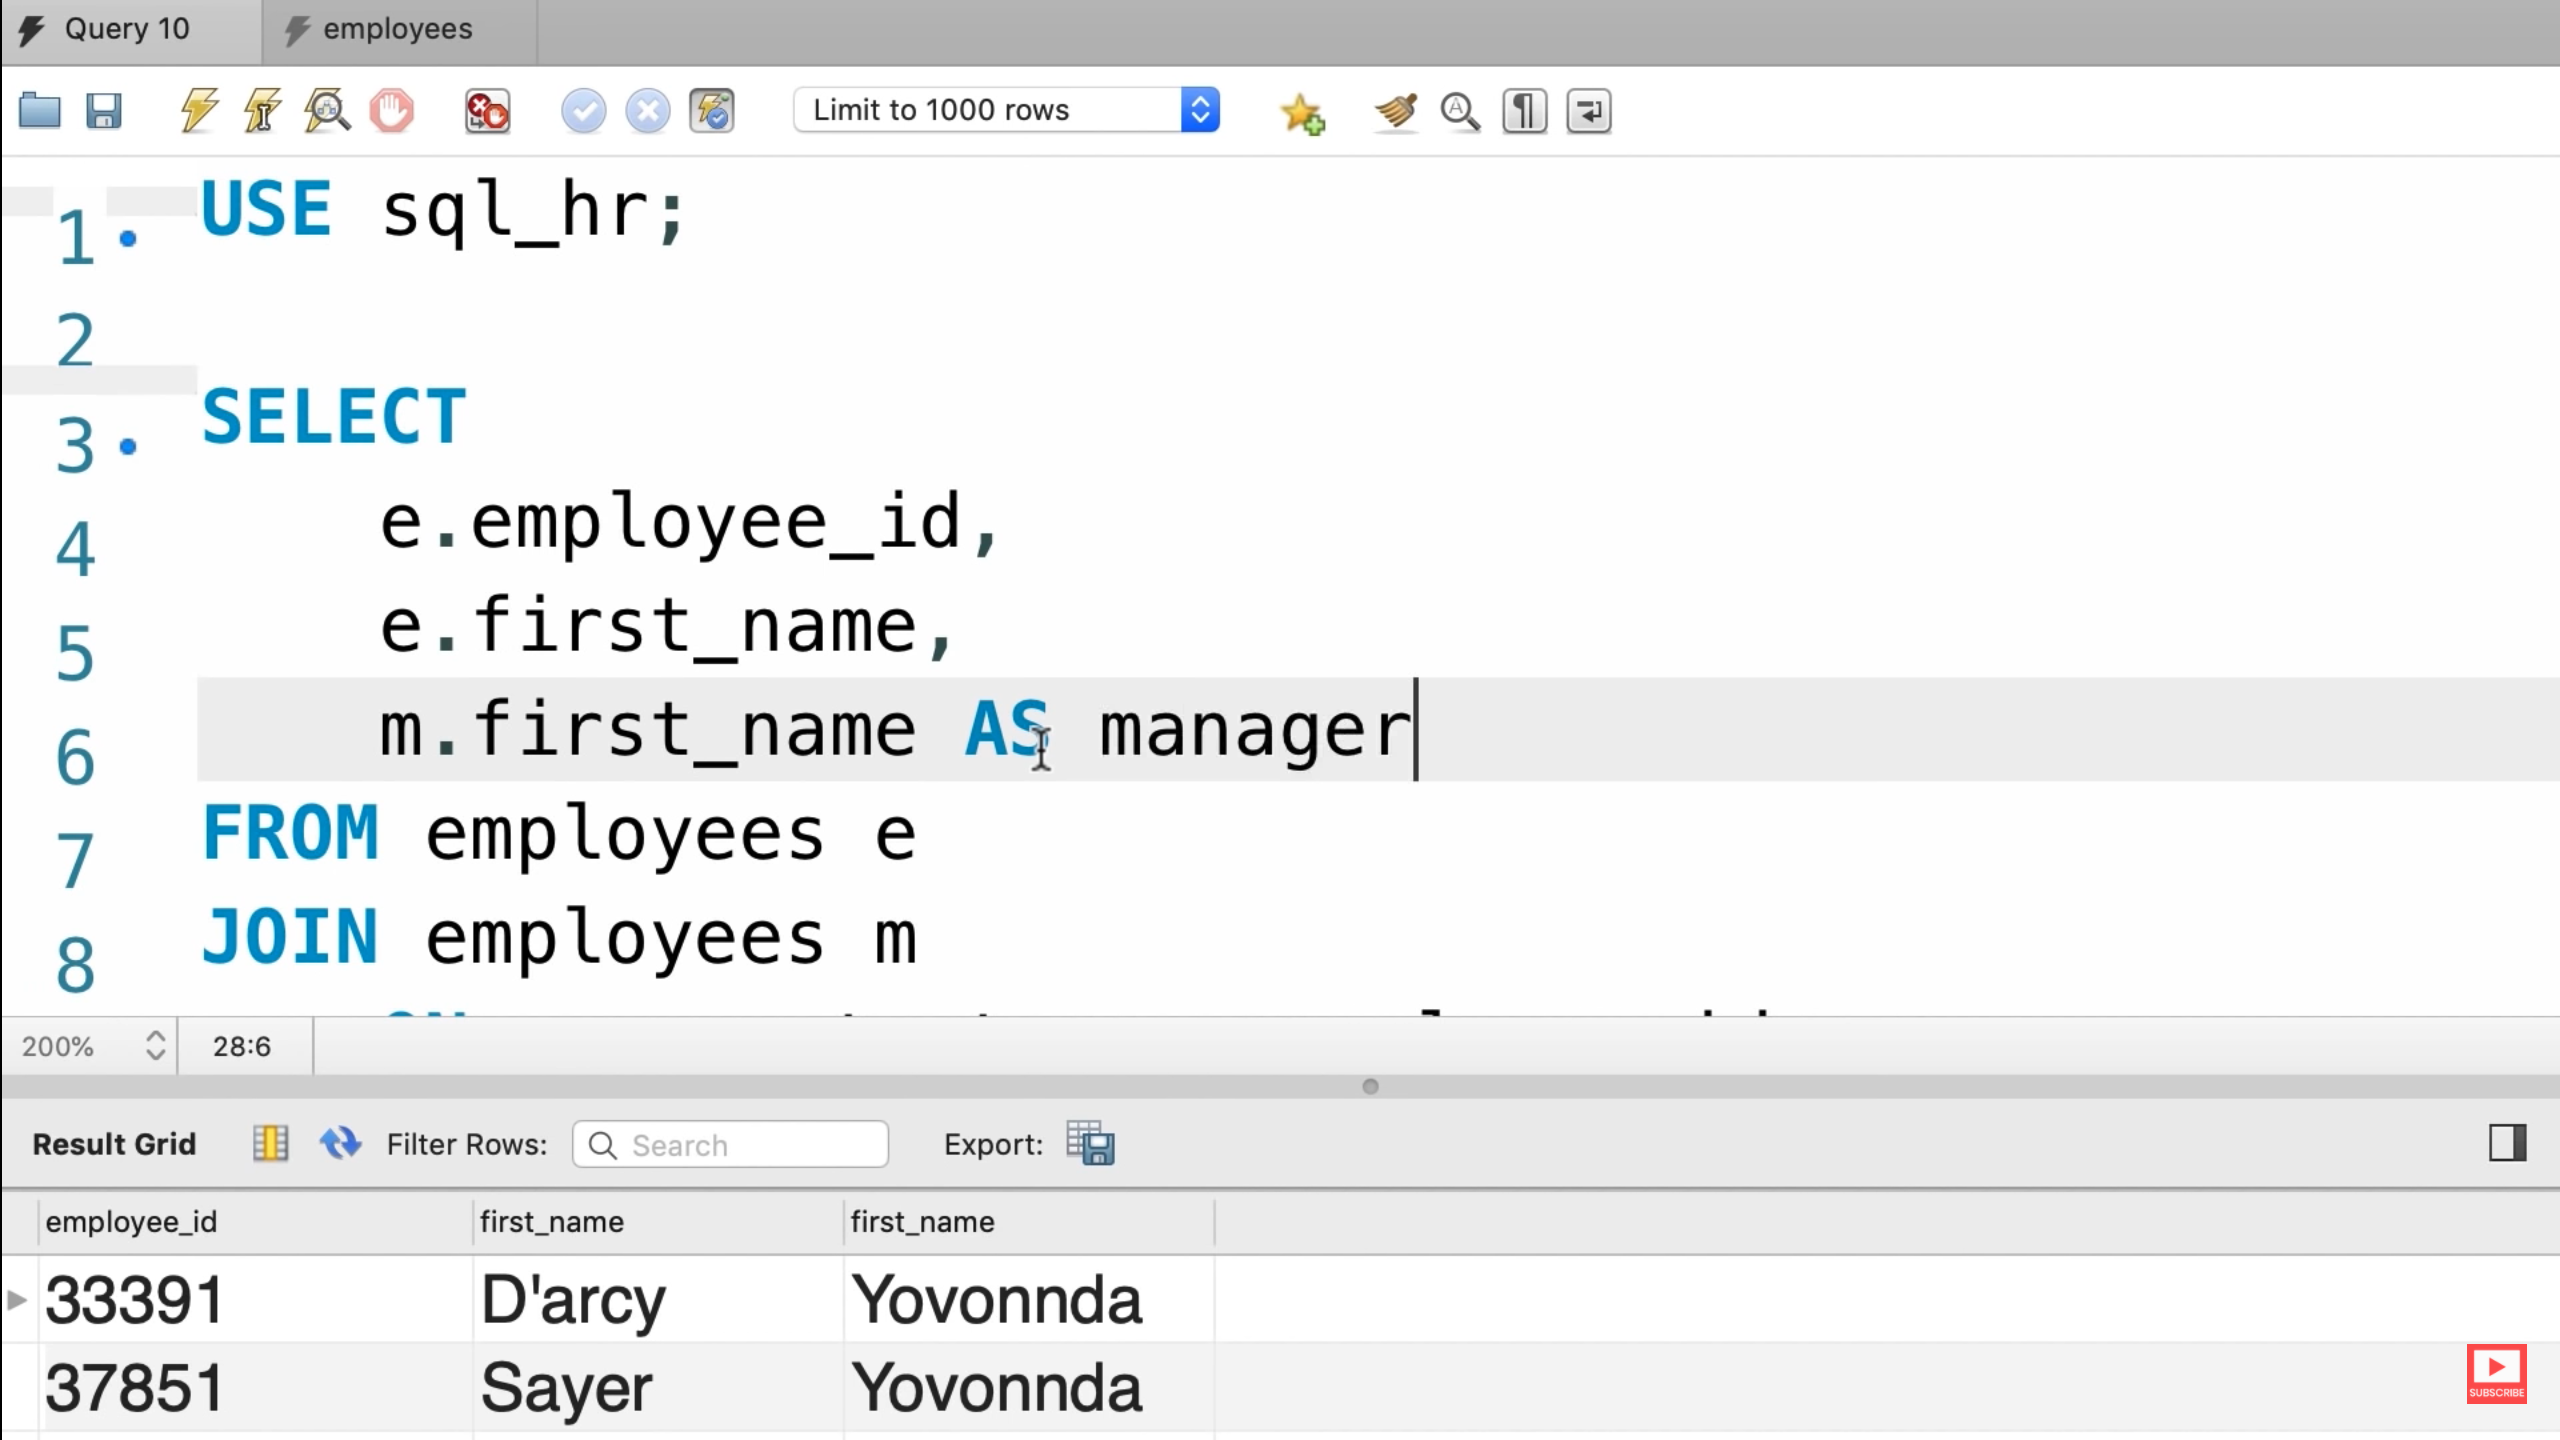 Query 10 employees
Limit to 1000 rows
1 USE sql_hr;
2
3 SELECT
4 e.employee_id,
5 e.first_name,
6 m.first_name AS manager
7 FROM employees e
8 JOIN employees m
200% 28:6
Result Grid Filter Rows: Search Export:
employee_id first_name first_name
33391 D'arcy Yovonnda
37851 Sayer Yovonnda
SUBSCRIBE